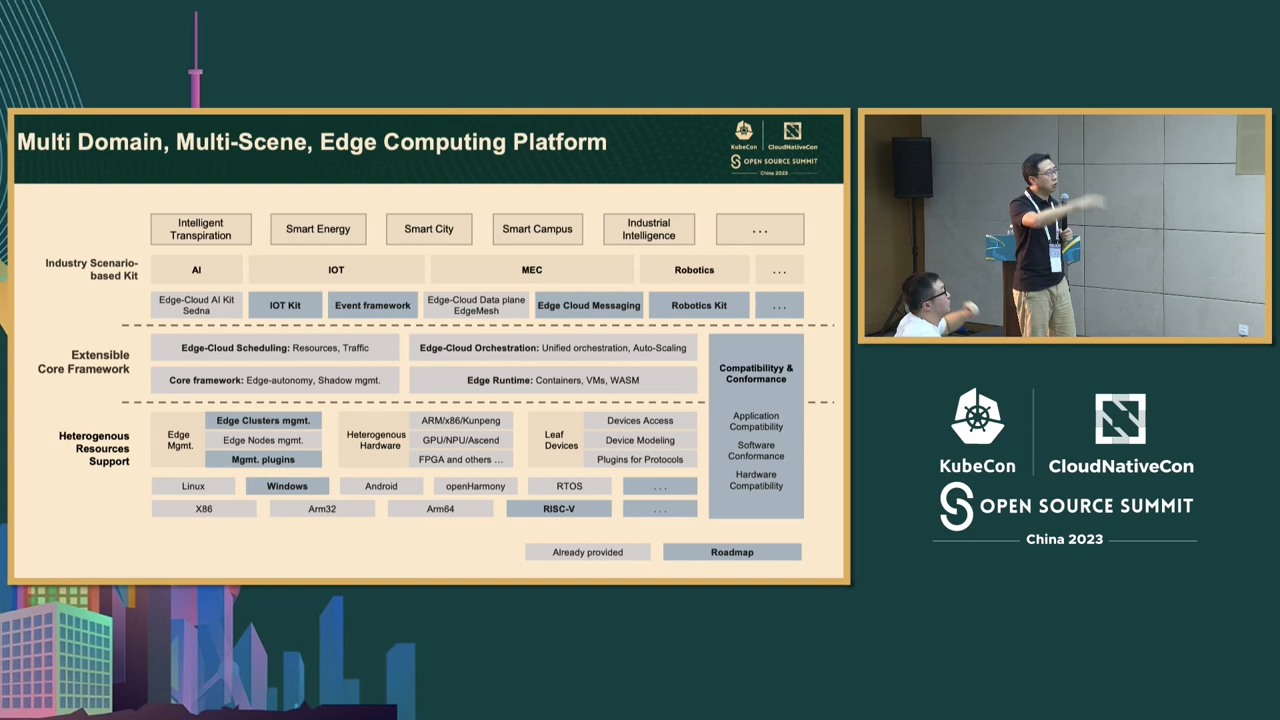 Multi Domain, Multi-Scene, Edge Computing Platform
KubeCon
CloudNativeCon
OPEN SOURCE SUMMIT
China 2023
Intelligent
Transpiration
Smart Energy
Smart City
Smart Campus
Industrial
Intelligence
...
Industry Scenario-
based Kit
AI
IOT
MEC
Robotics
...
Edge-Cloud AI Kit
Sedna
IOT Kit
Event framework
Edge-Cloud Data plane
EdgeMesh
Edge Cloud Messaging
Robotics Kit
...
Extensible
Core Framework
Edge-Cloud Scheduling: Resources, Traffic
Edge-Cloud Orchestration: Unified orchestration, Auto-Scaling
Core framework: Edge-autonomy, Shadow mgmt.
Edge Runtime: Containers, VMs, WASM
Compatibilityy &
Conformance
Application
Compatibility
Software
Conformance
Hardware
Compatibility
Heterogenous
Resources
Support
Edge
Mgmt.
Edge Clusters mgmt.
Edge Nodes mgmt.
Mgmt. plugins
Heterogenous
Hardware
ARM/x86/Kunpeng
GPU/NPU/Ascend
FPGA and others ...
Leaf
Devices
Devices Access
Device Modeling
Plugins for Protocols
Linux
Windows
Android
openHarmony
RTOS
...
X86
Arm32
Arm64
RISC-V
...
Already provided
Roadmap
KubeCon
CloudNativeCon
OPEN SOURCE SUMMIT
China 2023